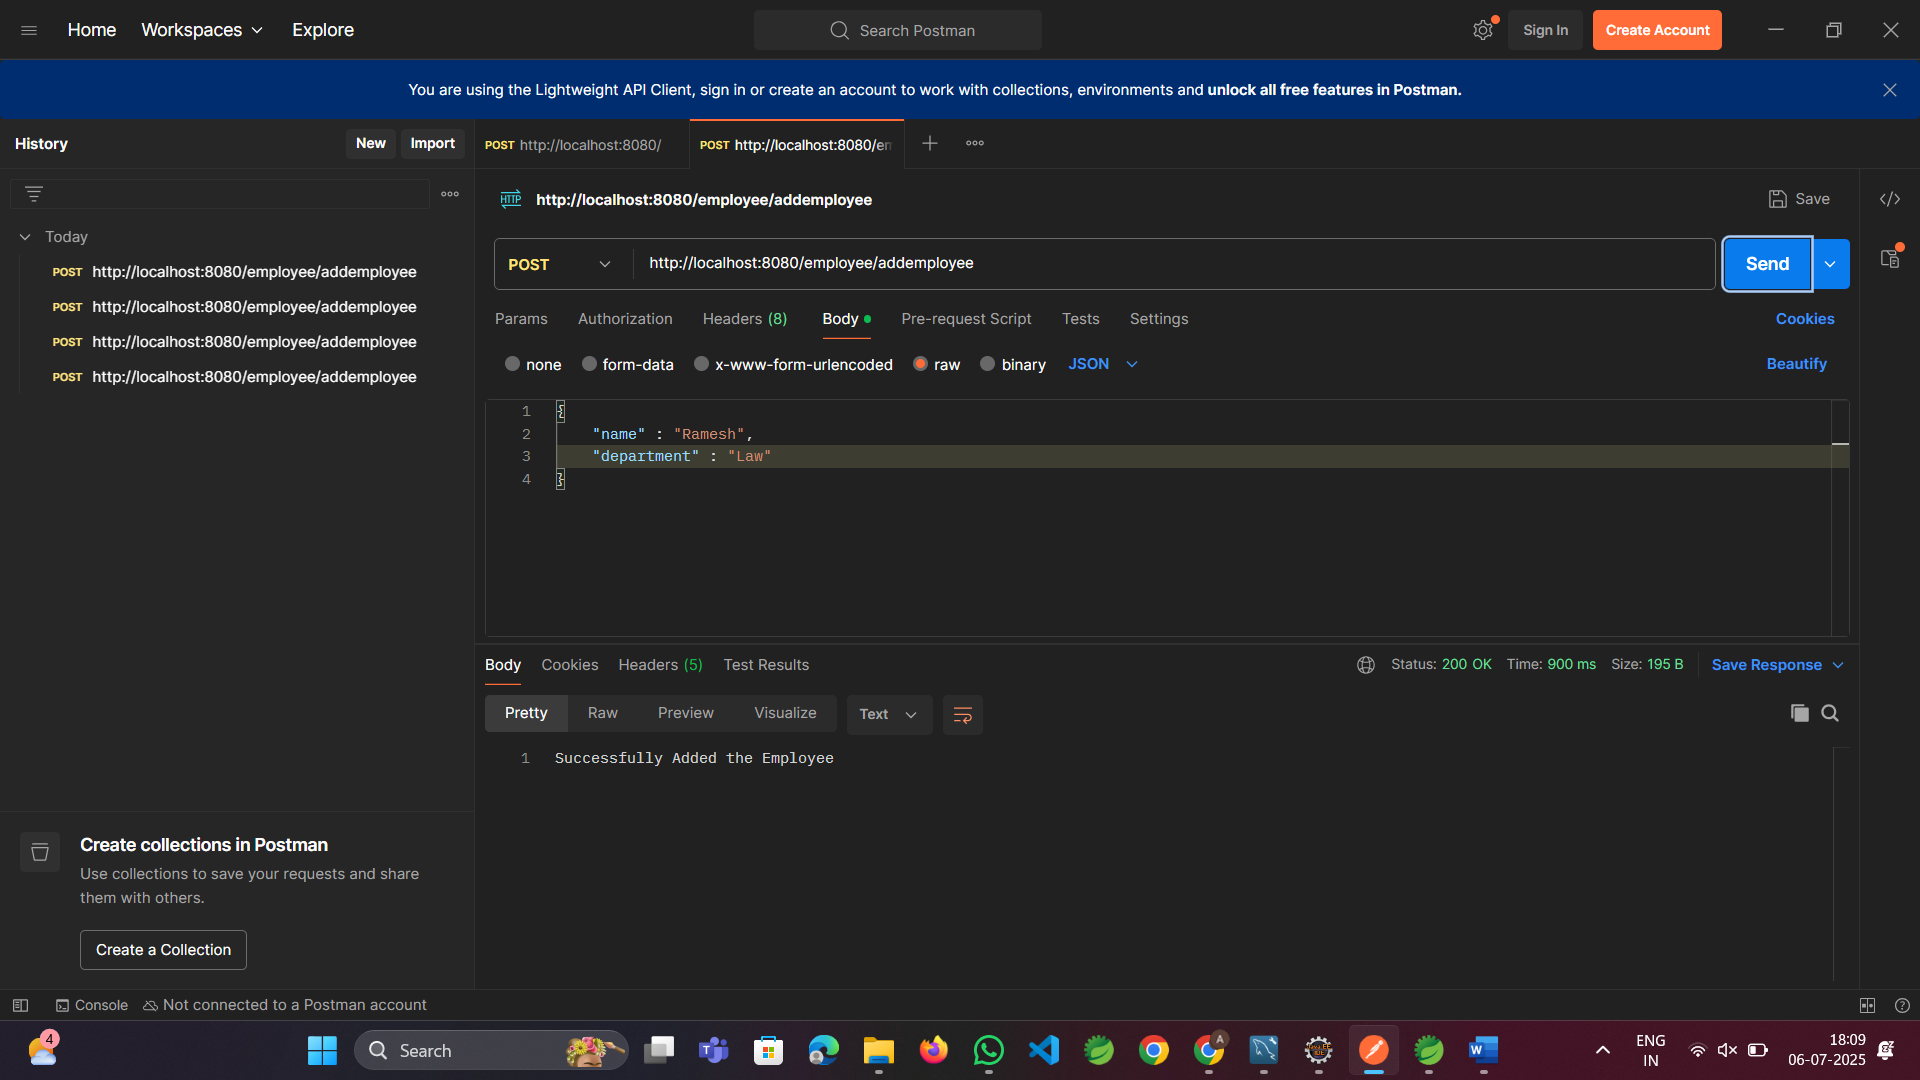 Home Workspaces Explore Search Postman Sign In Create Account
You are using the Lightweight API Client, sign in or create an account to work with collections, environments and unlock all free features in Postman.
History New Import
POST http://localhost:8080/ POST http://localhost:8080/em
HTTP http://localhost:8080/employee/addemployee Save
Today
POST http://localhost:8080/employee/addemployee
POST http://localhost:8080/employee/addemployee
POST http://localhost:8080/employee/addemployee
POST http://localhost:8080/employee/addemployee
POST http://localhost:8080/employee/addemployee Send
Params Authorization Headers (8) Body Pre-request Script Tests Settings Cookies
none form-data x-www-form-urlencoded raw binary JSON Beautify
1 {
2 "name" : "Ramesh",
3 "department" : "Law"
4 }
Body Cookies Headers (5) Test Results Status: 200 OK Time: 900 ms Size: 195 B Save Response
Pretty Raw Preview Visualize Text
1 Successfully Added the Employee
Create collections in Postman
Use collections to save your requests and share
them with others.
Create a Collection
Console Not connected to a Postman account
4 Search A ENG
IN
18:09
06-07-2025